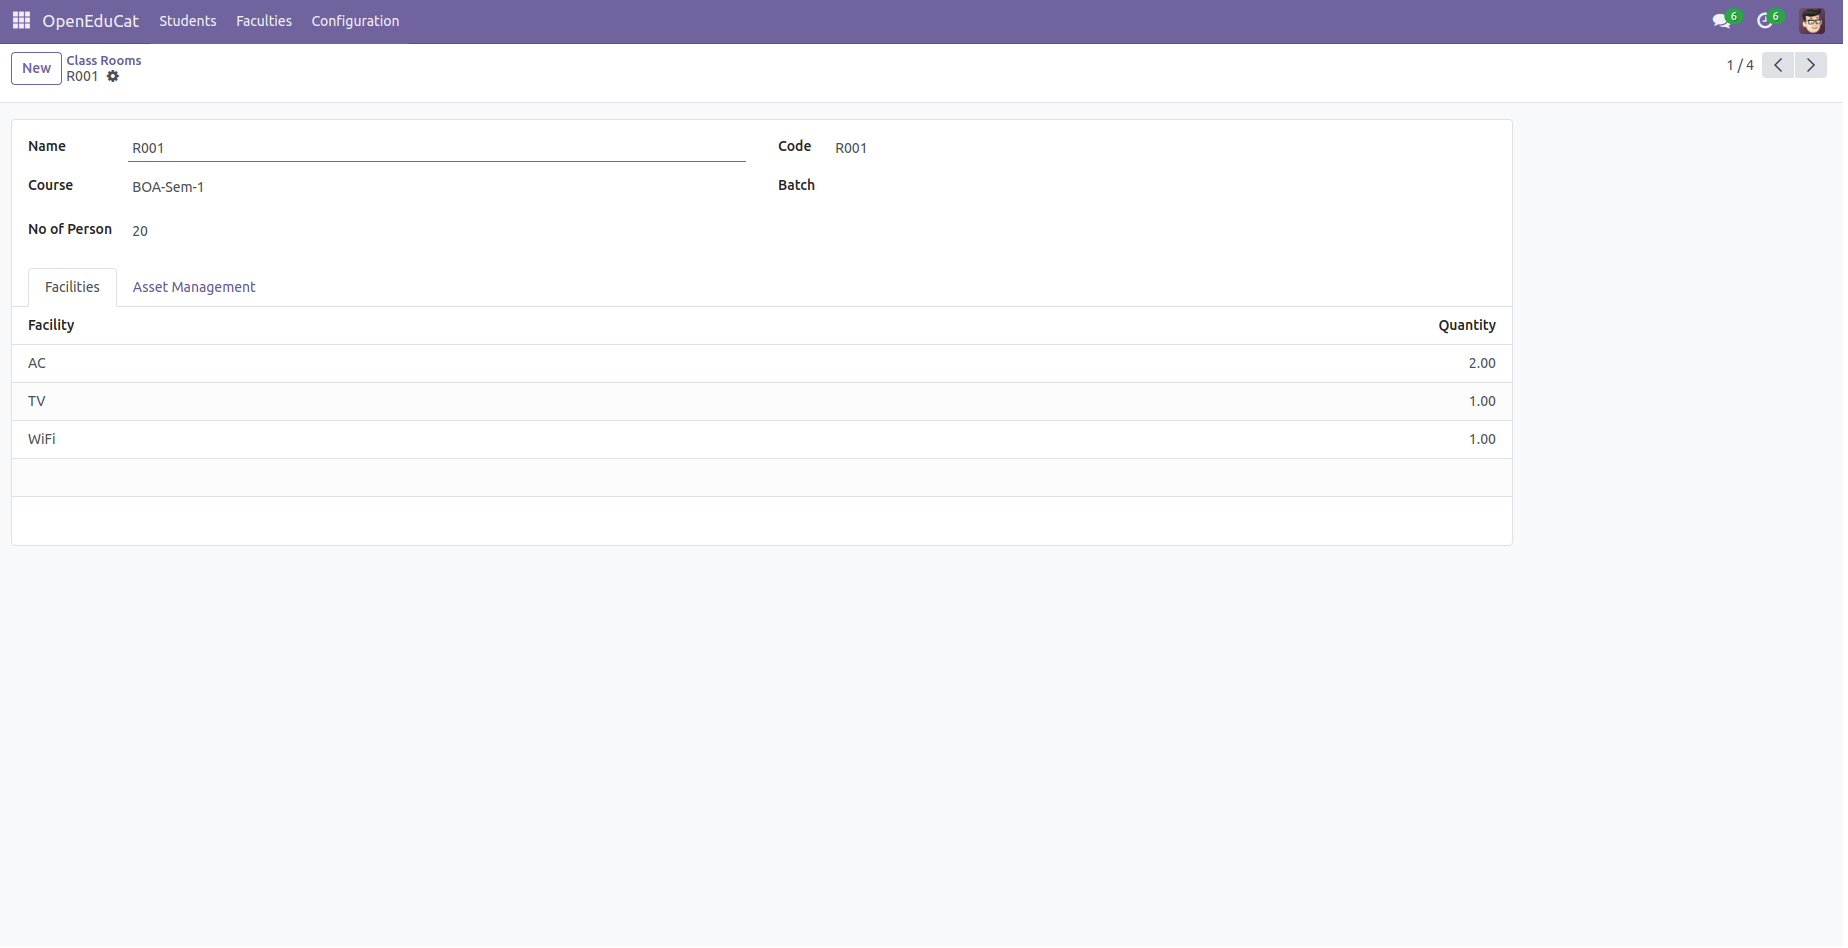 OpenEduCat Students Faculties Configuration 6 6
New Class Rooms
R001
1 / 4
Name R001 Code R001
Course BOA-Sem-1 Batch
No of Person 20
Facilities Asset Management
Facility Quantity
AC 2.00
TV 1.00
WiFi 1.00